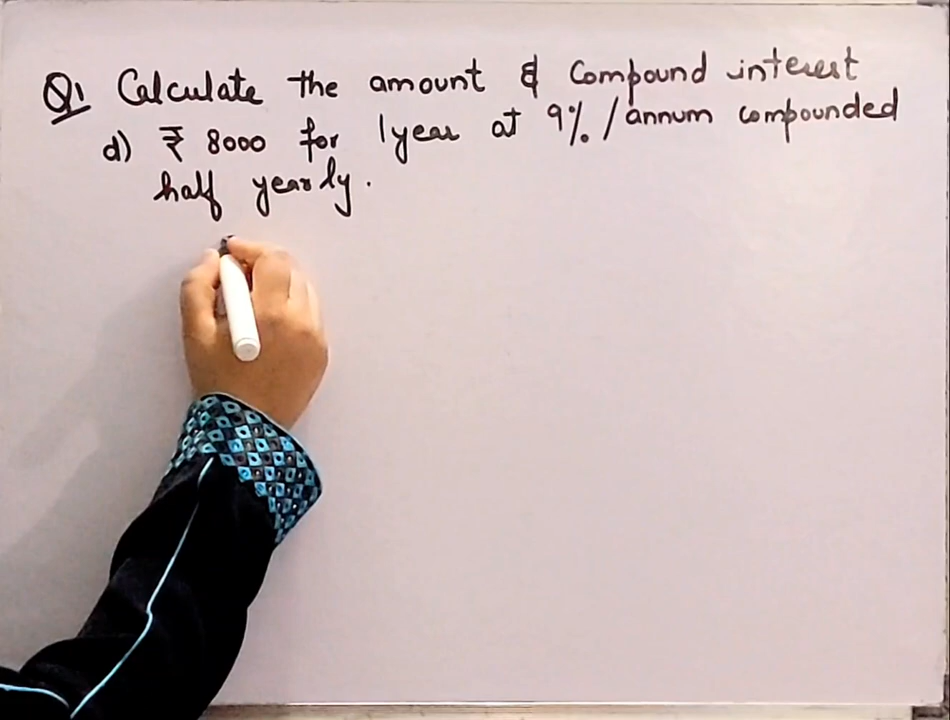 Q1 Calculate the amount & Compound interest
d) ₹ 8000 for 1year at 9% /annum compounded
half yearly.